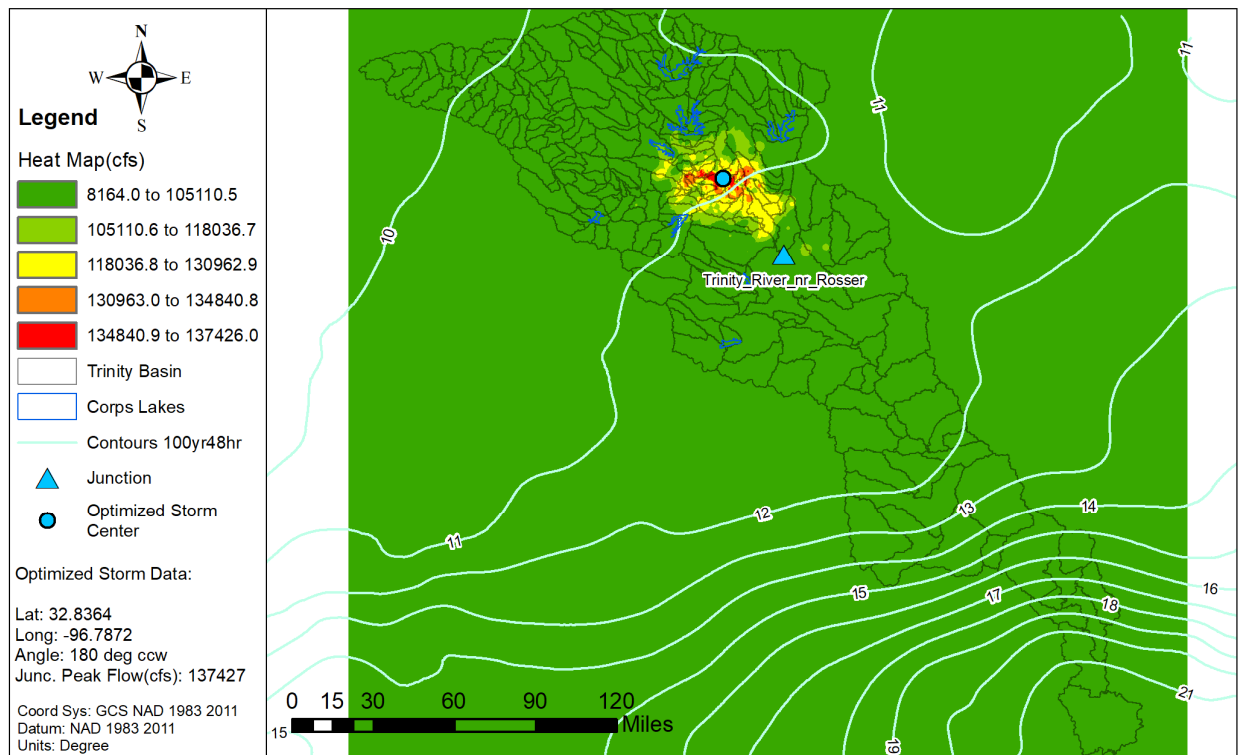 N
W E
S
Legend
Heat Map(cfs)
8164.0 to 105110.5
105110.6 to 118036.7
118036.8 to 130962.9
130963.0 to 134840.8
134840.9 to 137426.0
Trinity Basin
Corps Lakes
Contours 100yr48hr
Junction
Optimized Storm
Center
Optimized Storm Data:
Lat: 32.8364
Long: -96.7872
Angle: 180 deg ccw
Junc. Peak Flow(cfs): 137427
Coord Sys: GCS NAD 1983 2011
Datum: NAD 1983 2011
Units: Degree
11
11
10
Trinity_River_nr_Rosser
12
13
14
11
15
17
16
18
21
19
15
0 15 30 60 90 120
Miles